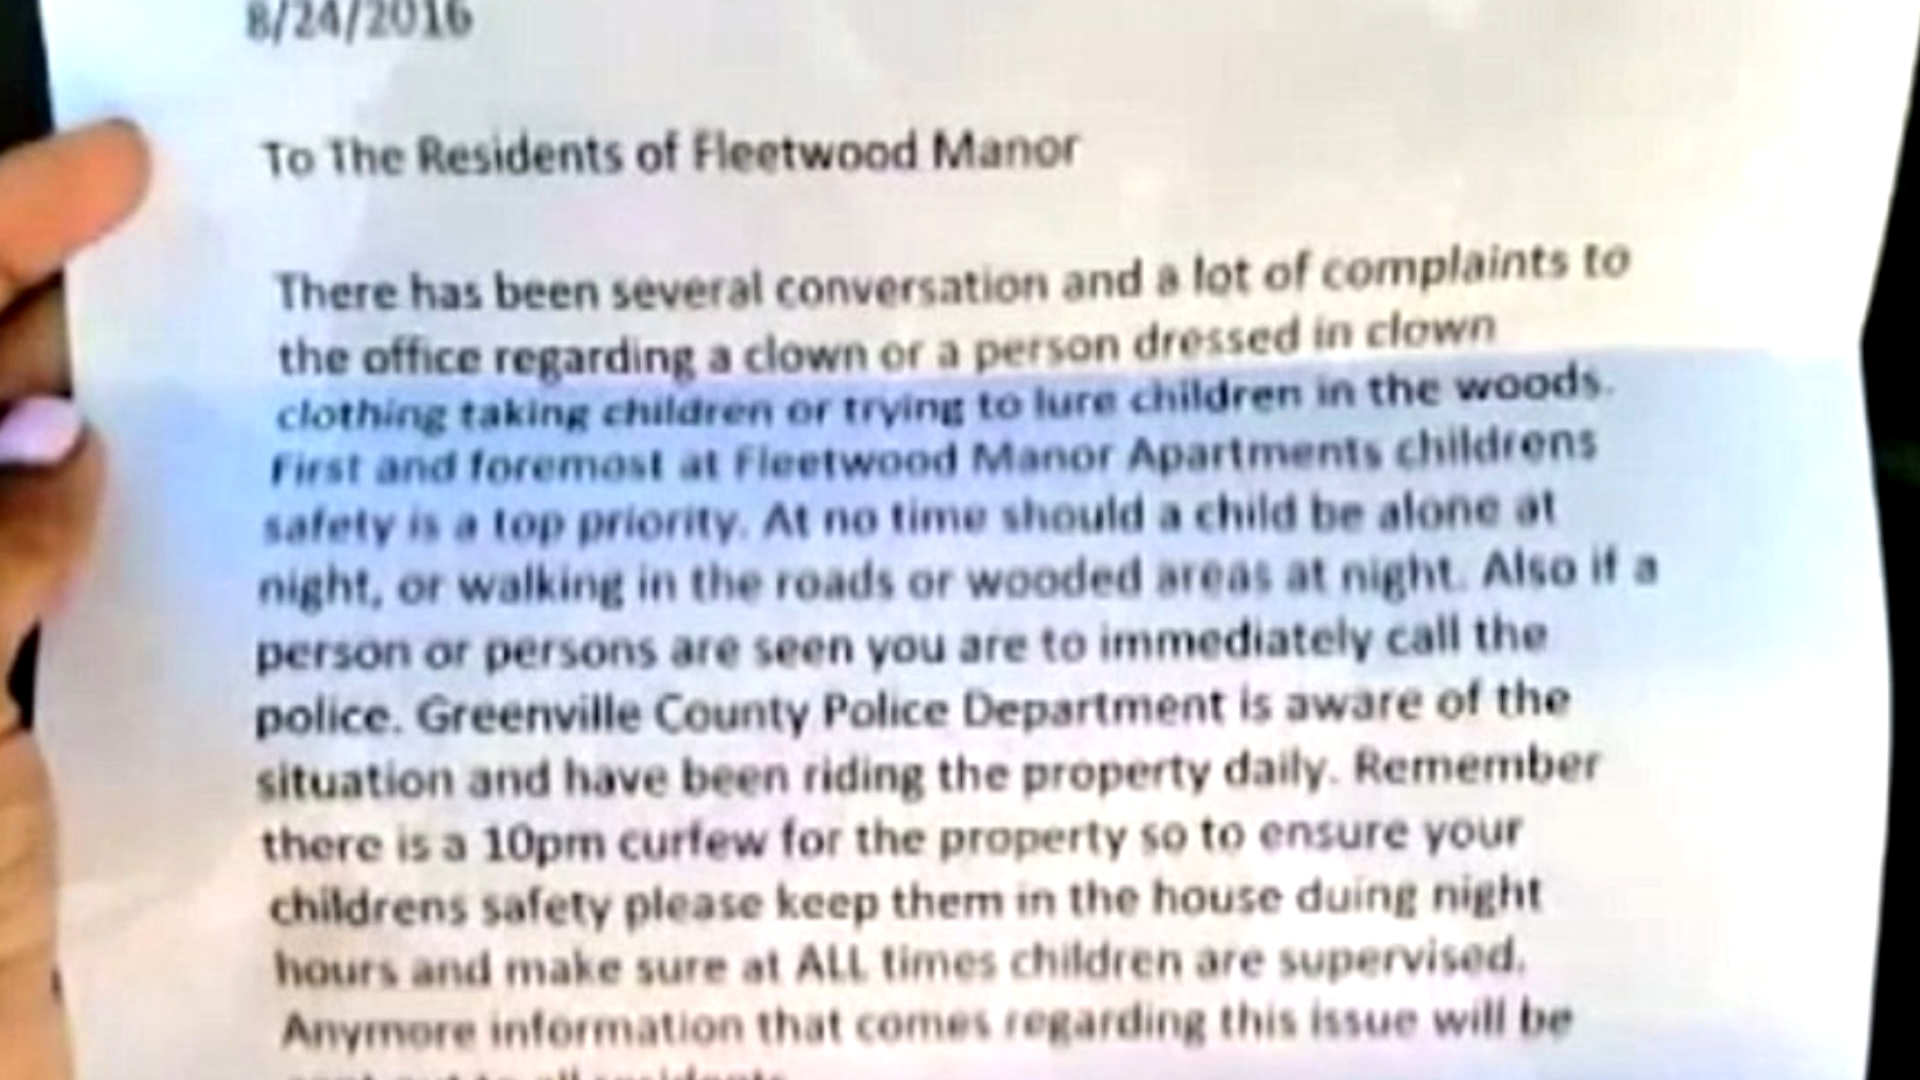 8/24/2016
To The Residents of Fleetwood Manor
There has been several conversation and a lot of complaints to
the office regarding a clown or a person dressed in clown
clothing taking children or trying to lure children in the woods.
First and foremost at Fleetwood Manor Apartments childrens
safety is a top priority. At no time should a child be alone at
night, or walking in the roads or wooded areas at night. Also if a
person or persons are seen you are to immediately call the
police. Greenville County Police Department is aware of the
situation and have been riding the property daily. Remember
there is a 10pm curfew for the property so to ensure your
childrens safety please keep them in the house duing night
hours and make sure at ALL times children are supervised.
Anymore information that comes regarding this issue will be
sent out to all residents.